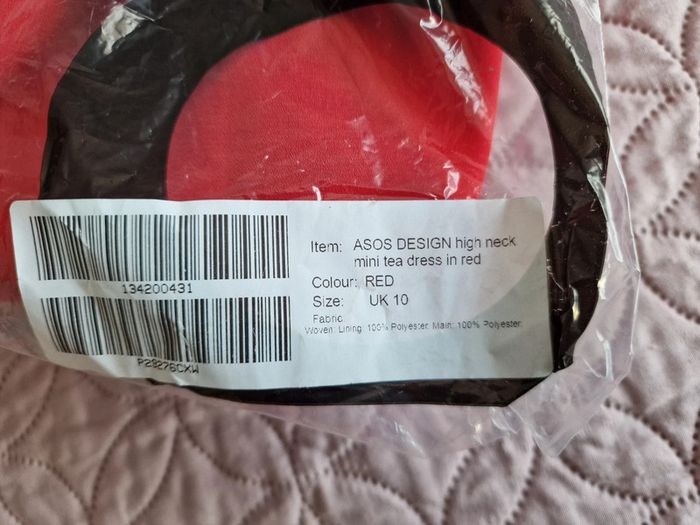 134200431
P29276CXW
Item: ASOS DESIGN high neck
mini tea dress in red
Colour: RED
Size: UK 10
Fabric
Woven: Lining: 100% Polyester. Main: 100% Polyester.